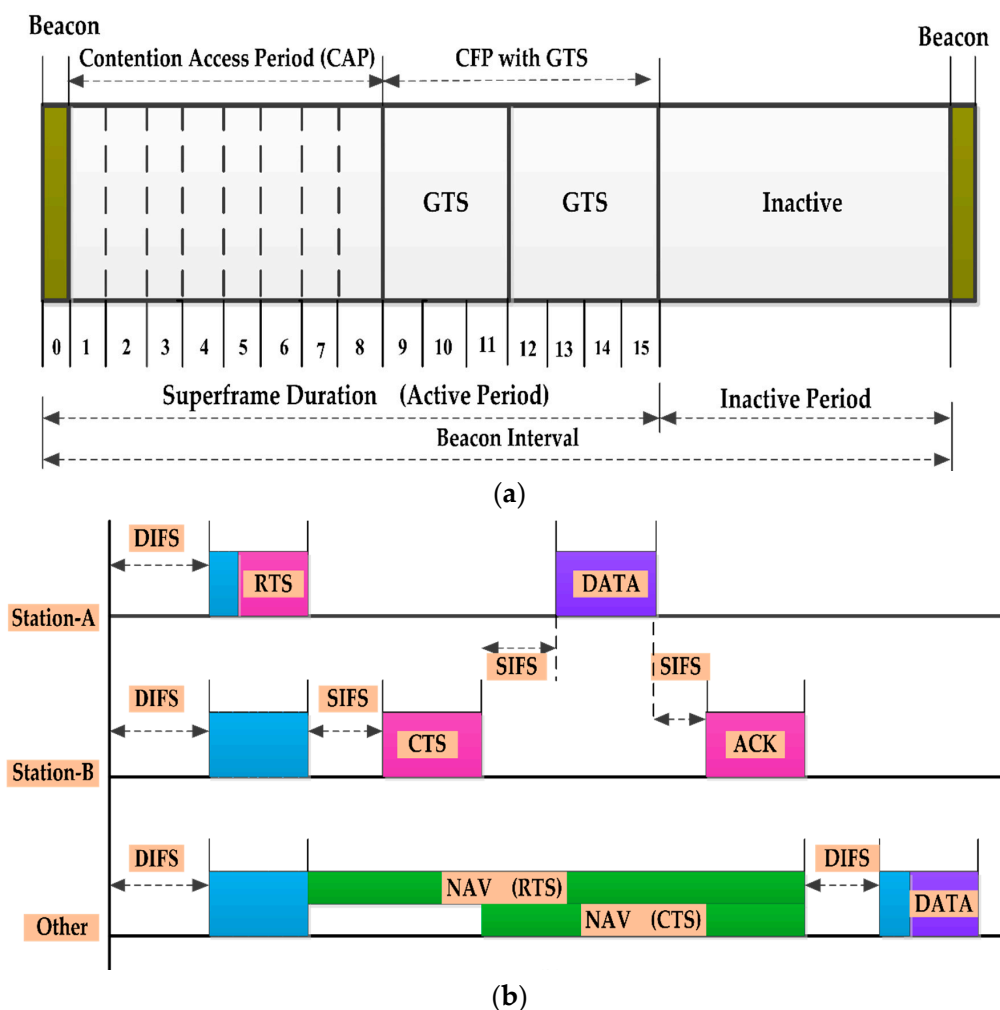 Beacon
Beacon
Contention Access Period (CAP)
CFP with GTS
GTS
GTS
Inactive
0 1 2 3 4 5 6 7 8 9 10 11 12 13 14 15
Superframe Duration (Active Period)
Inactive Period
Beacon Interval
(a)
DIFS
RTS
DATA
Station-A
SIFS
SIFS
DIFS
SIFS
CTS
ACK
Station-B
DIFS
DIFS
NAV (RTS)
DATA
NAV (CTS)
Other
(b)